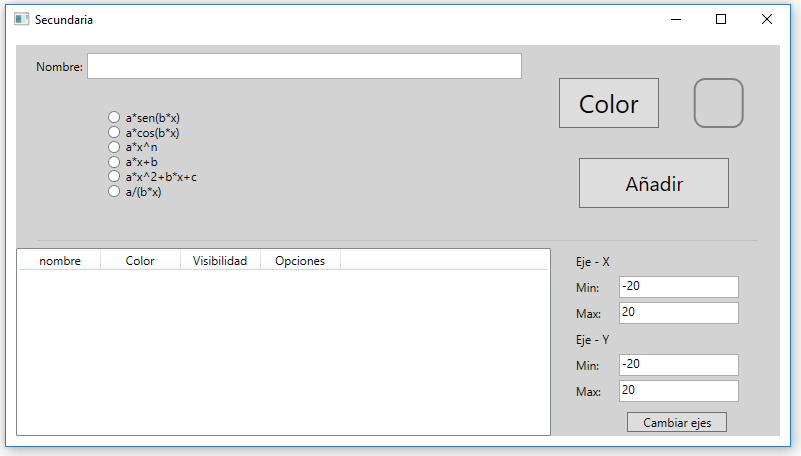 Secundaria
Nombre:
Color
a*sen(b*x)
a*cos(b*x)
a*x^n
a*x+b
a*x^2+b*x+c
a/(b*x)
Añadir
nombre Color Visibilidad Opciones
Eje - X
Min: -20
Max: 20
Eje - Y
Min: -20
Max: 20
Cambiar ejes